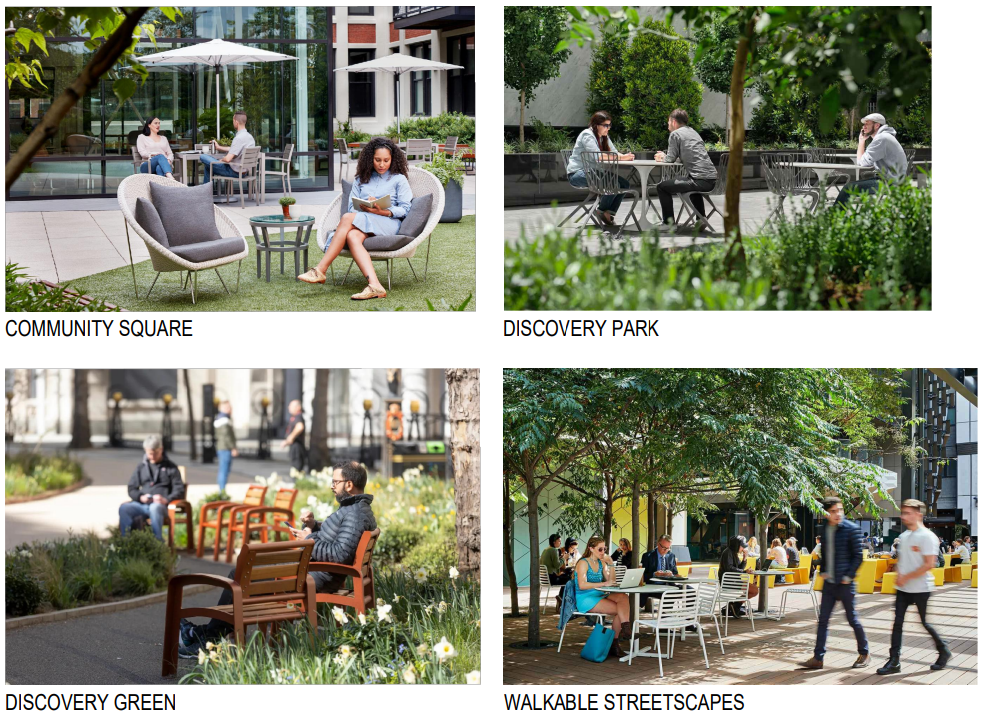 COMMUNITY SQUARE
DISCOVERY PARK
DISCOVERY GREEN
WALKABLE STREETSCAPES